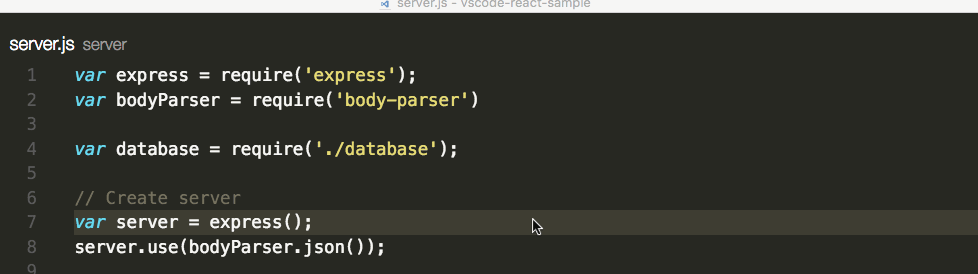 server.js - vscode-react-sample
server.js server
1 var express = require('express');
2 var bodyParser = require('body-parser')
3
4 var database = require('./database');
5
6 // Create server
7 var server = express();
8 server.use(bodyParser.json());
9